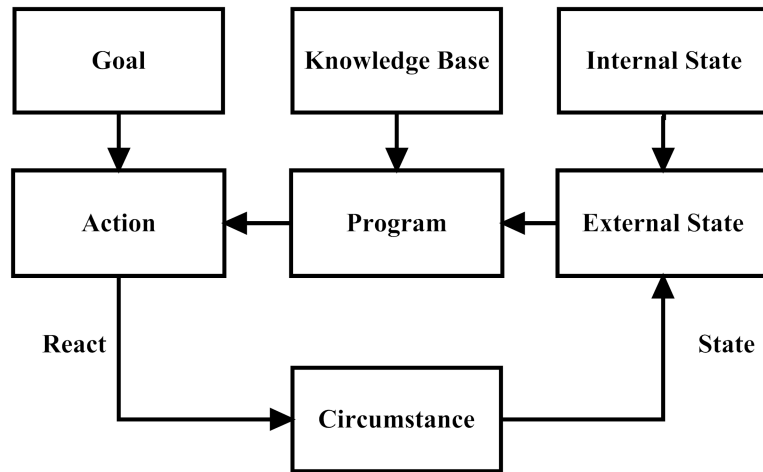 Goal
Knowledge Base
Internal State
Action
Program
External State
React
State
Circumstance